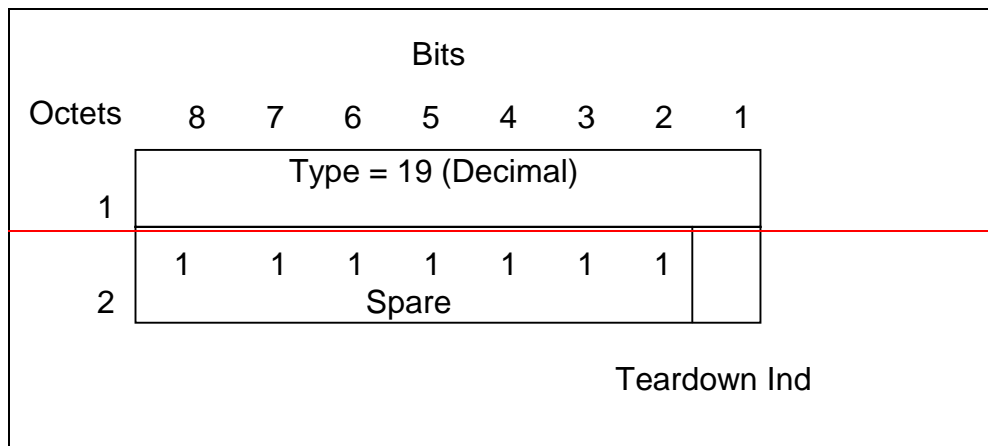 Bits
Octets 8 7 6 5 4 3 2 1
Type = 19 (Decimal)
1
1 1 1 1 1 1 1
2 Spare
Teardown Ind